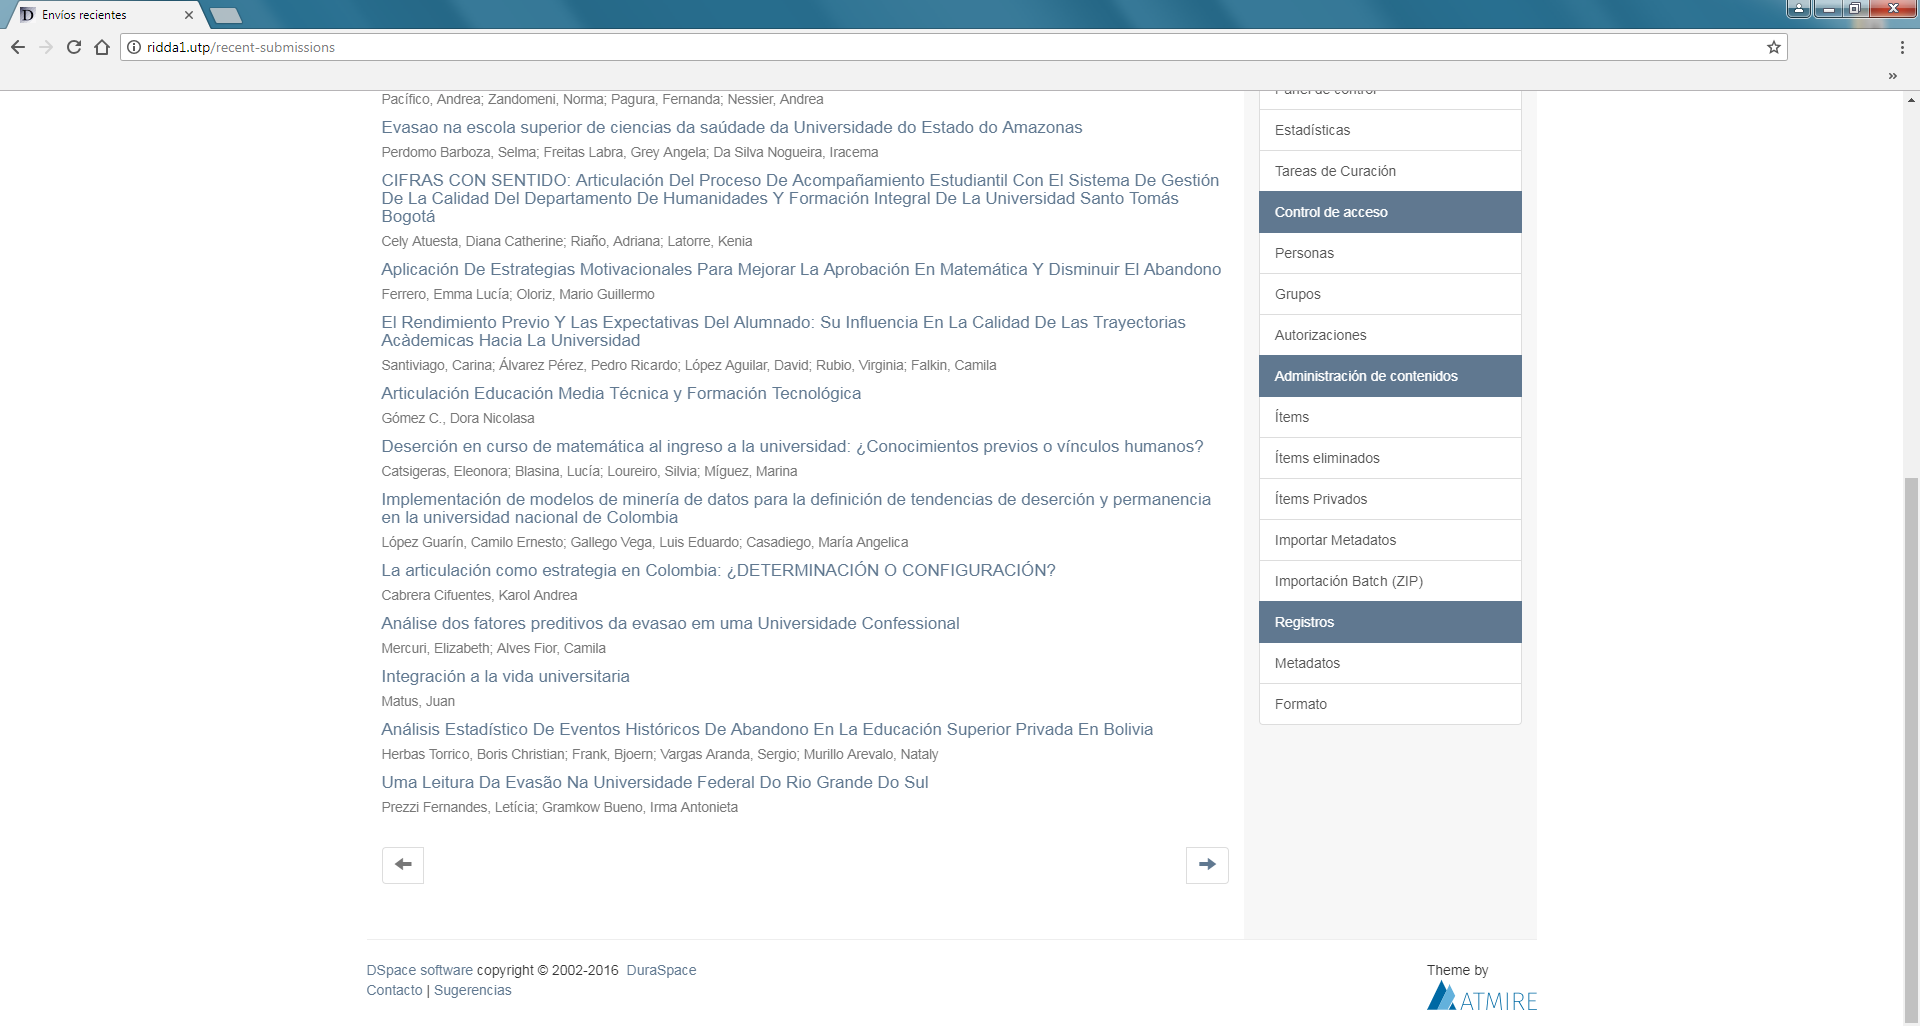 Envíos recientes
ridda1.utp/recent-submissions
Pacífico, Andrea; Zandomeni, Norma; Pagura, Fernanda; Nessier, Andrea
Evasao na escola superior de ciencias da saúdade da Universidade do Estado do Amazonas
Perdomo Barboza, Selma; Freitas Labra, Grey Angela; Da Silva Nogueira, Iracema
CIFRAS CON SENTIDO: Articulación Del Proceso De Acompañamiento Estudiantil Con El Sistema De Gestión
De La Calidad Del Departamento De Humanidades Y Formación Integral De La Universidad Santo Tomás
Bogotá
Cely Atuesta, Diana Catherine; Riaño, Adriana; Latorre, Kenia
Aplicación De Estrategias Motivacionales Para Mejorar La Aprobación En Matemática Y Disminuir El Abandono
Ferrero, Emma Lucía; Oloriz, Mario Guillermo
El Rendimiento Previo Y Las Expectativas Del Alumnado: Su Influencia En La Calidad De Las Trayectorias
Acàdemicas Hacia La Universidad
Santiviago, Carina; Álvarez Pérez, Pedro Ricardo; López Aguilar, David; Rubio, Virginia; Falkin, Camila
Articulación Educación Media Técnica y Formación Tecnológica
Gómez C., Dora Nicolasa
Deserción en curso de matemática al ingreso a la universidad: ¿Conocimientos previos o vínculos humanos?
Catsigeras, Eleonora; Blasina, Lucía; Loureiro, Silvia; Míguez, Marina
Implementación de modelos de minería de datos para la definición de tendencias de deserción y permanencia
en la universidad nacional de Colombia
López Guarín, Camilo Ernesto; Gallego Vega, Luis Eduardo; Casadiego, María Angelica
La articulación como estrategia en Colombia: ¿DETERMINACIÓN O CONFIGURACIÓN?
Cabrera Cifuentes, Karol Andrea
Análise dos fatores preditivos da evasao em uma Universidade Confessional
Mercuri, Elizabeth; Alves Fior, Camila
Integración a la vida universitaria
Matus, Juan
Análisis Estadístico De Eventos Históricos De Abandono En La Educación Superior Privada En Bolivia
Herbas Torrico, Boris Christian; Frank, Bjoern; Vargas Aranda, Sergio; Murillo Arevalo, Nataly
Uma Leitura Da Evasão Na Universidade Federal Do Rio Grande Do Sul
Prezzi Fernandes, Letícia; Gramkow Bueno, Irma Antonieta
Panel de control
Estadísticas
Tareas de Curación
Control de acceso
Personas
Grupos
Autorizaciones
Administración de contenidos
Ítems
Ítems eliminados
Ítems Privados
Importar Metadatos
Importación Batch (ZIP)
Registros
Metadatos
Formato
DSpace software copyright © 2002-2016 DuraSpace
Contacto | Sugerencias
Theme by
ATMIRE